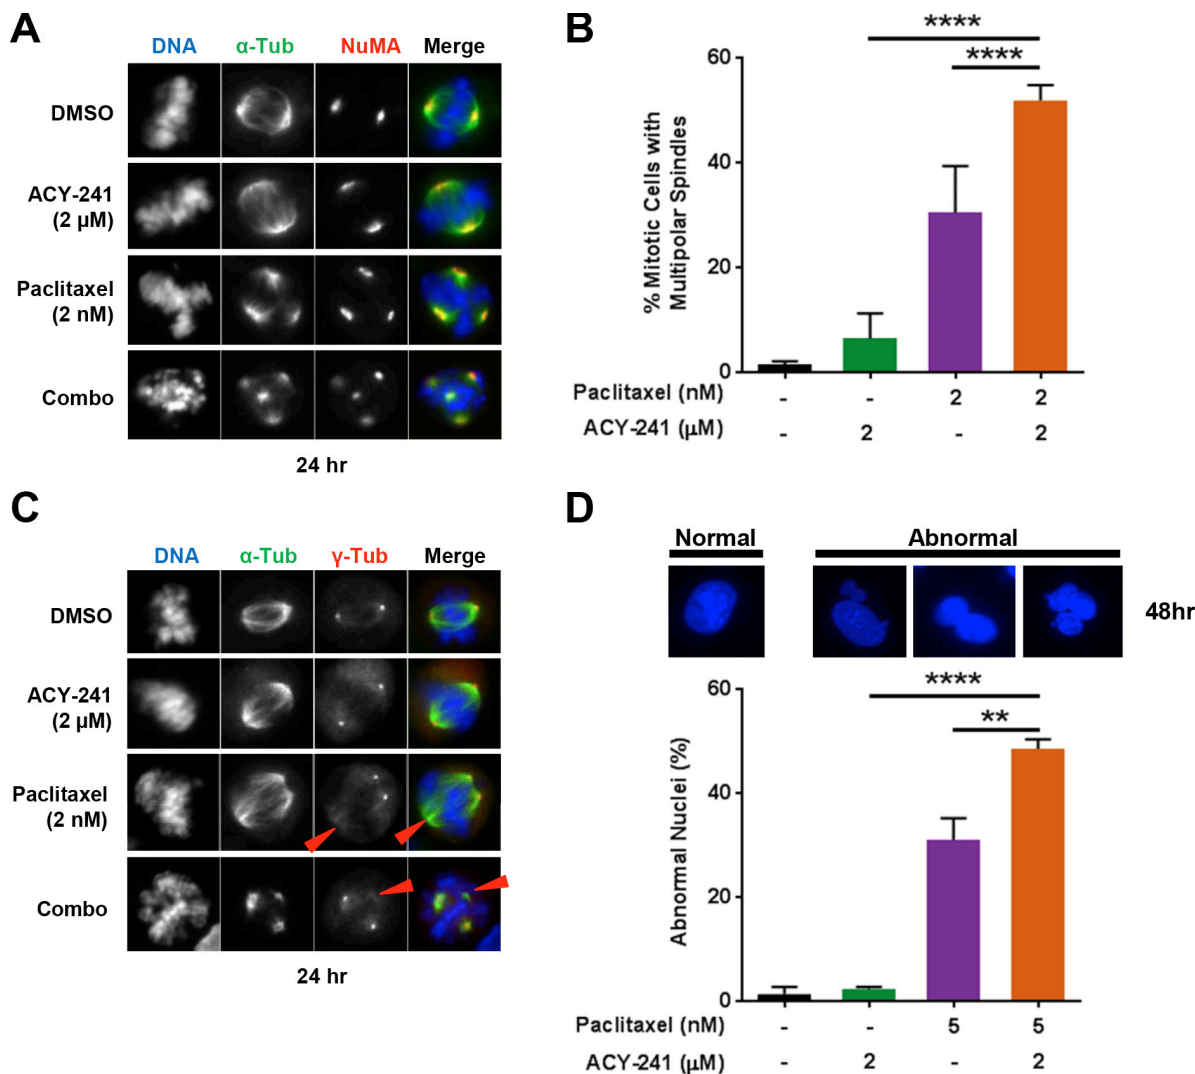 A
DNA α-Tub NuMA Merge
DMSO
ACY-241
(2 µM)
Paclitaxel
(2 nM)
Combo
24 hr
B
**** 
****
% Mitotic Cells with
Multipolar Spindles
60
40
20
0
Paclitaxel (nM) - - 2 2
ACY-241 (µM) - 2 - 2
C
DNA α-Tub γ-Tub Merge
DMSO
ACY-241
(2 µM)
Paclitaxel
(2 nM)
Combo
24 hr
D
Normal Abnormal
48hr
****
**
Abnormal Nuclei (%)
60
40
20
0
Paclitaxel (nM) - - 5 5
ACY-241 (µM) - 2 - 2